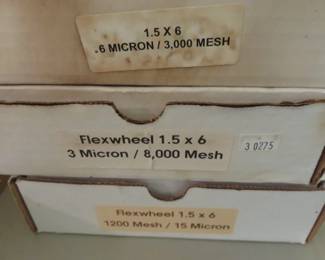 1.5 X 6
.6 MICRON / 3,000 MESH
Flexwheel 1.5 x 6
3 Micron / 8,000 Mesh
3 0275
Flexwheel 1.5 x 6
1200 Mesh / 15 Micron